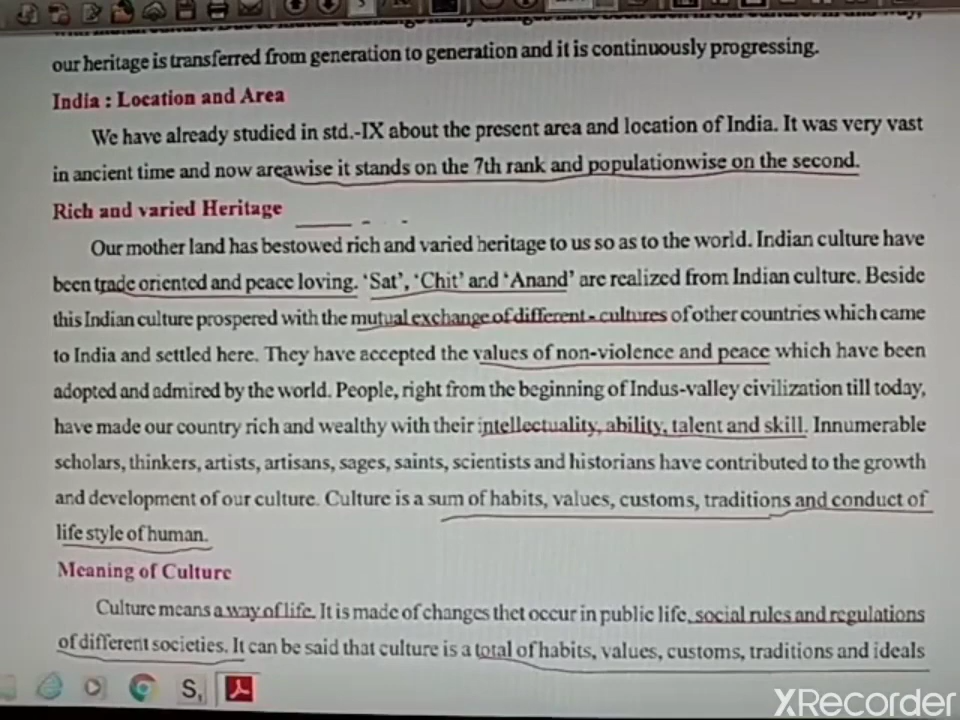 our heritage is transferred from generation to generation and it is continuously progressing.
India : Location and Area
We have already studied in std.-IX about the present area and location of India. It was very vast
in ancient time and now areawise it stands on the 7th rank and populationwise on the second.
Rich and varied Heritage
Our mother land has bestowed rich and varied heritage to us so as to the world. Indian culture have
been trade oriented and peace loving. ‘Sat’, ‘Chit’ and ‘Anand’ are realized from Indian culture. Beside
this Indian culture prospered with the mutual exchange of different - cultures of other countries which came
to India and settled here. They have accepted the values of non-violence and peace which have been
adopted and admired by the world. People, right from the beginning of Indus-valley civilization till today,
have made our country rich and wealthy with their intellectuality, ability, talent and skill. Innumerable
scholars, thinkers, artists, artisans, sages, saints, scientists and historians have contributed to the growth
and development of our culture. Culture is a sum of habits, values, customs, traditions and conduct of
life style of human.
Meaning of Culture
Culture means a way of life. It is made of changes thet occur in public life, social rules and regulations
of different societies. It can be said that culture is a total of habits, values, customs, traditions and ideals
S
XRecorder